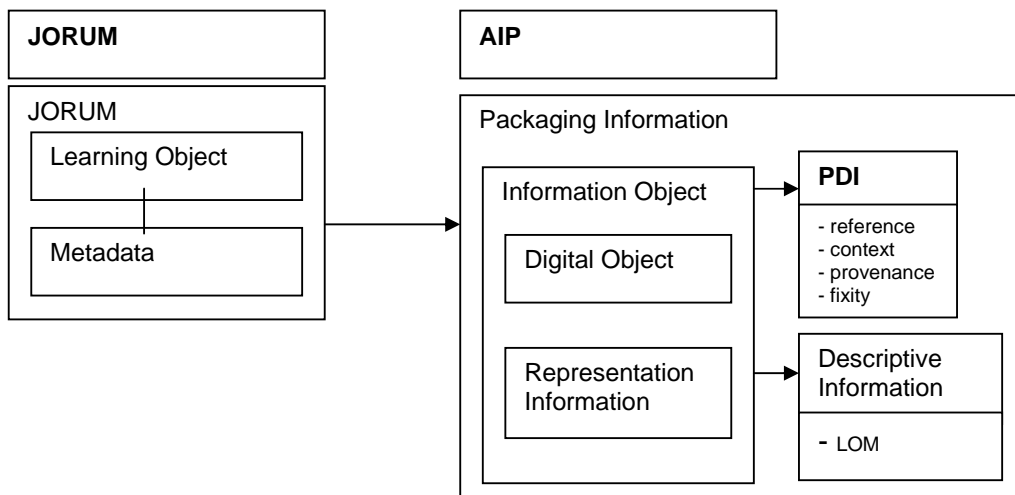 JORUM
AIP
JORUM
Learning Object
Metadata
Packaging Information
Information Object
Digital Object
Representation
Information
PDI
- reference
- context
- provenance
- fixity
Descriptive
Information
- LOM